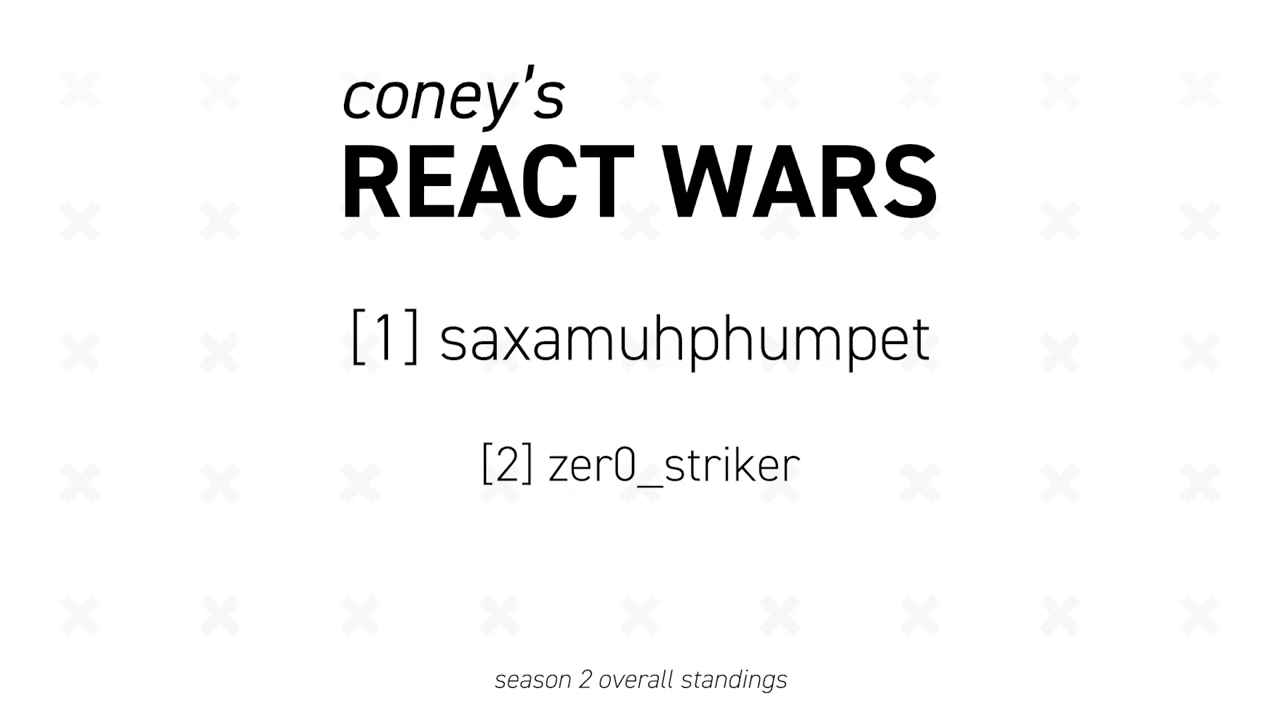 coney's
REACT WARS
[1] saxamuhphumpet
[2] zer0_striker
season 2 overall standings